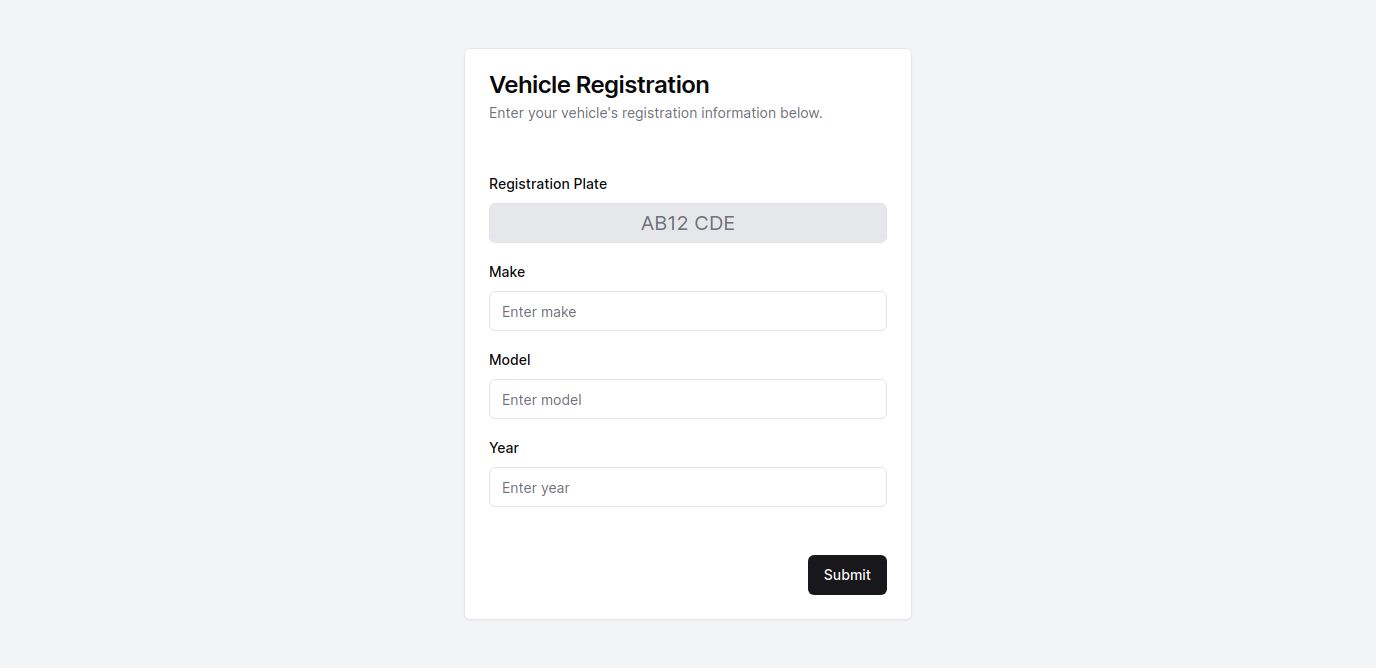 Vehicle Registration
Enter your vehicle's registration information below.
Registration Plate
AB12 CDE
Make
Enter make
Model
Enter model
Year
Enter year
Submit